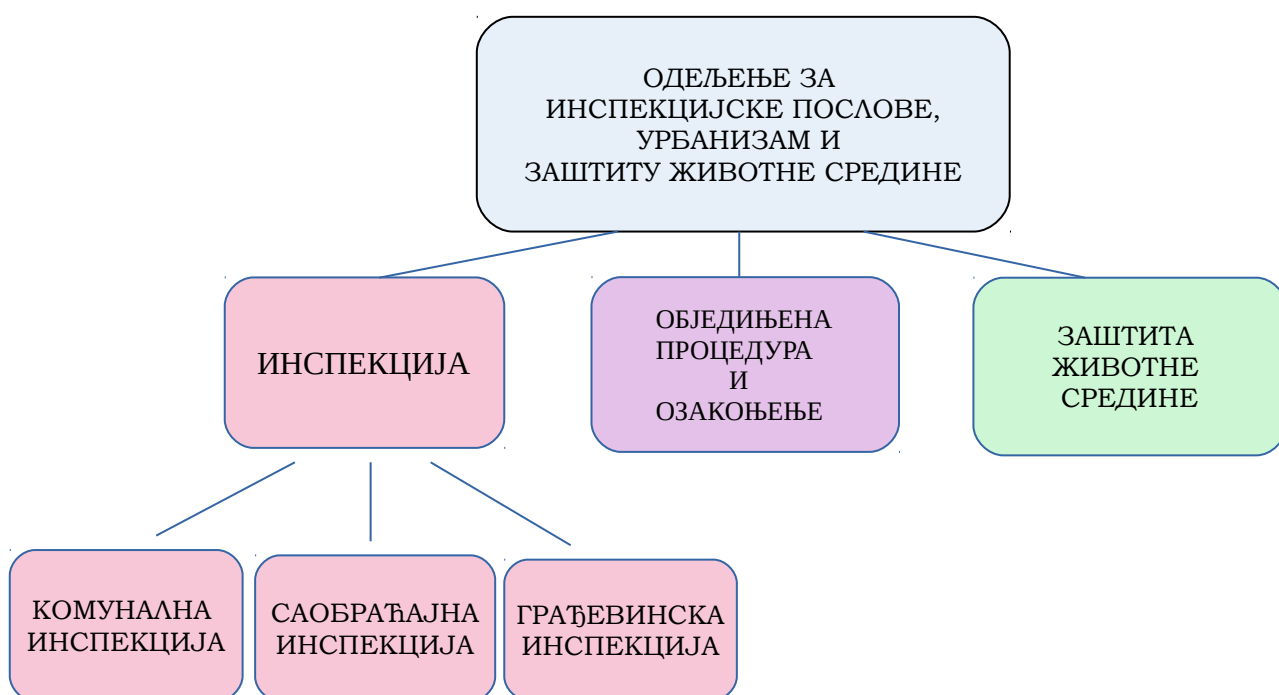 ОДЕЉЕЊЕ ЗА
ИНСПЕКЦИЈСКЕ ПОСЛОВЕ,
УРБАНИЗАМ И
ЗАШТИТУ ЖИВОТНЕ СРЕДИНЕ
ИНСПЕКЦИЈА
ОБЈЕДИЊЕНА
ПРОЦЕДУРА
И
ОЗАКОЊЕЊЕ
ЗАШТИТА
ЖИВОТНЕ
СРЕДИНЕ
КОМУНАЛНА
ИНСПЕКЦИЈА
САОБРАЋАЈНА
ИНСПЕКЦИЈА
ГРАЂЕВИНСКА
ИНСПЕКЦИЈА